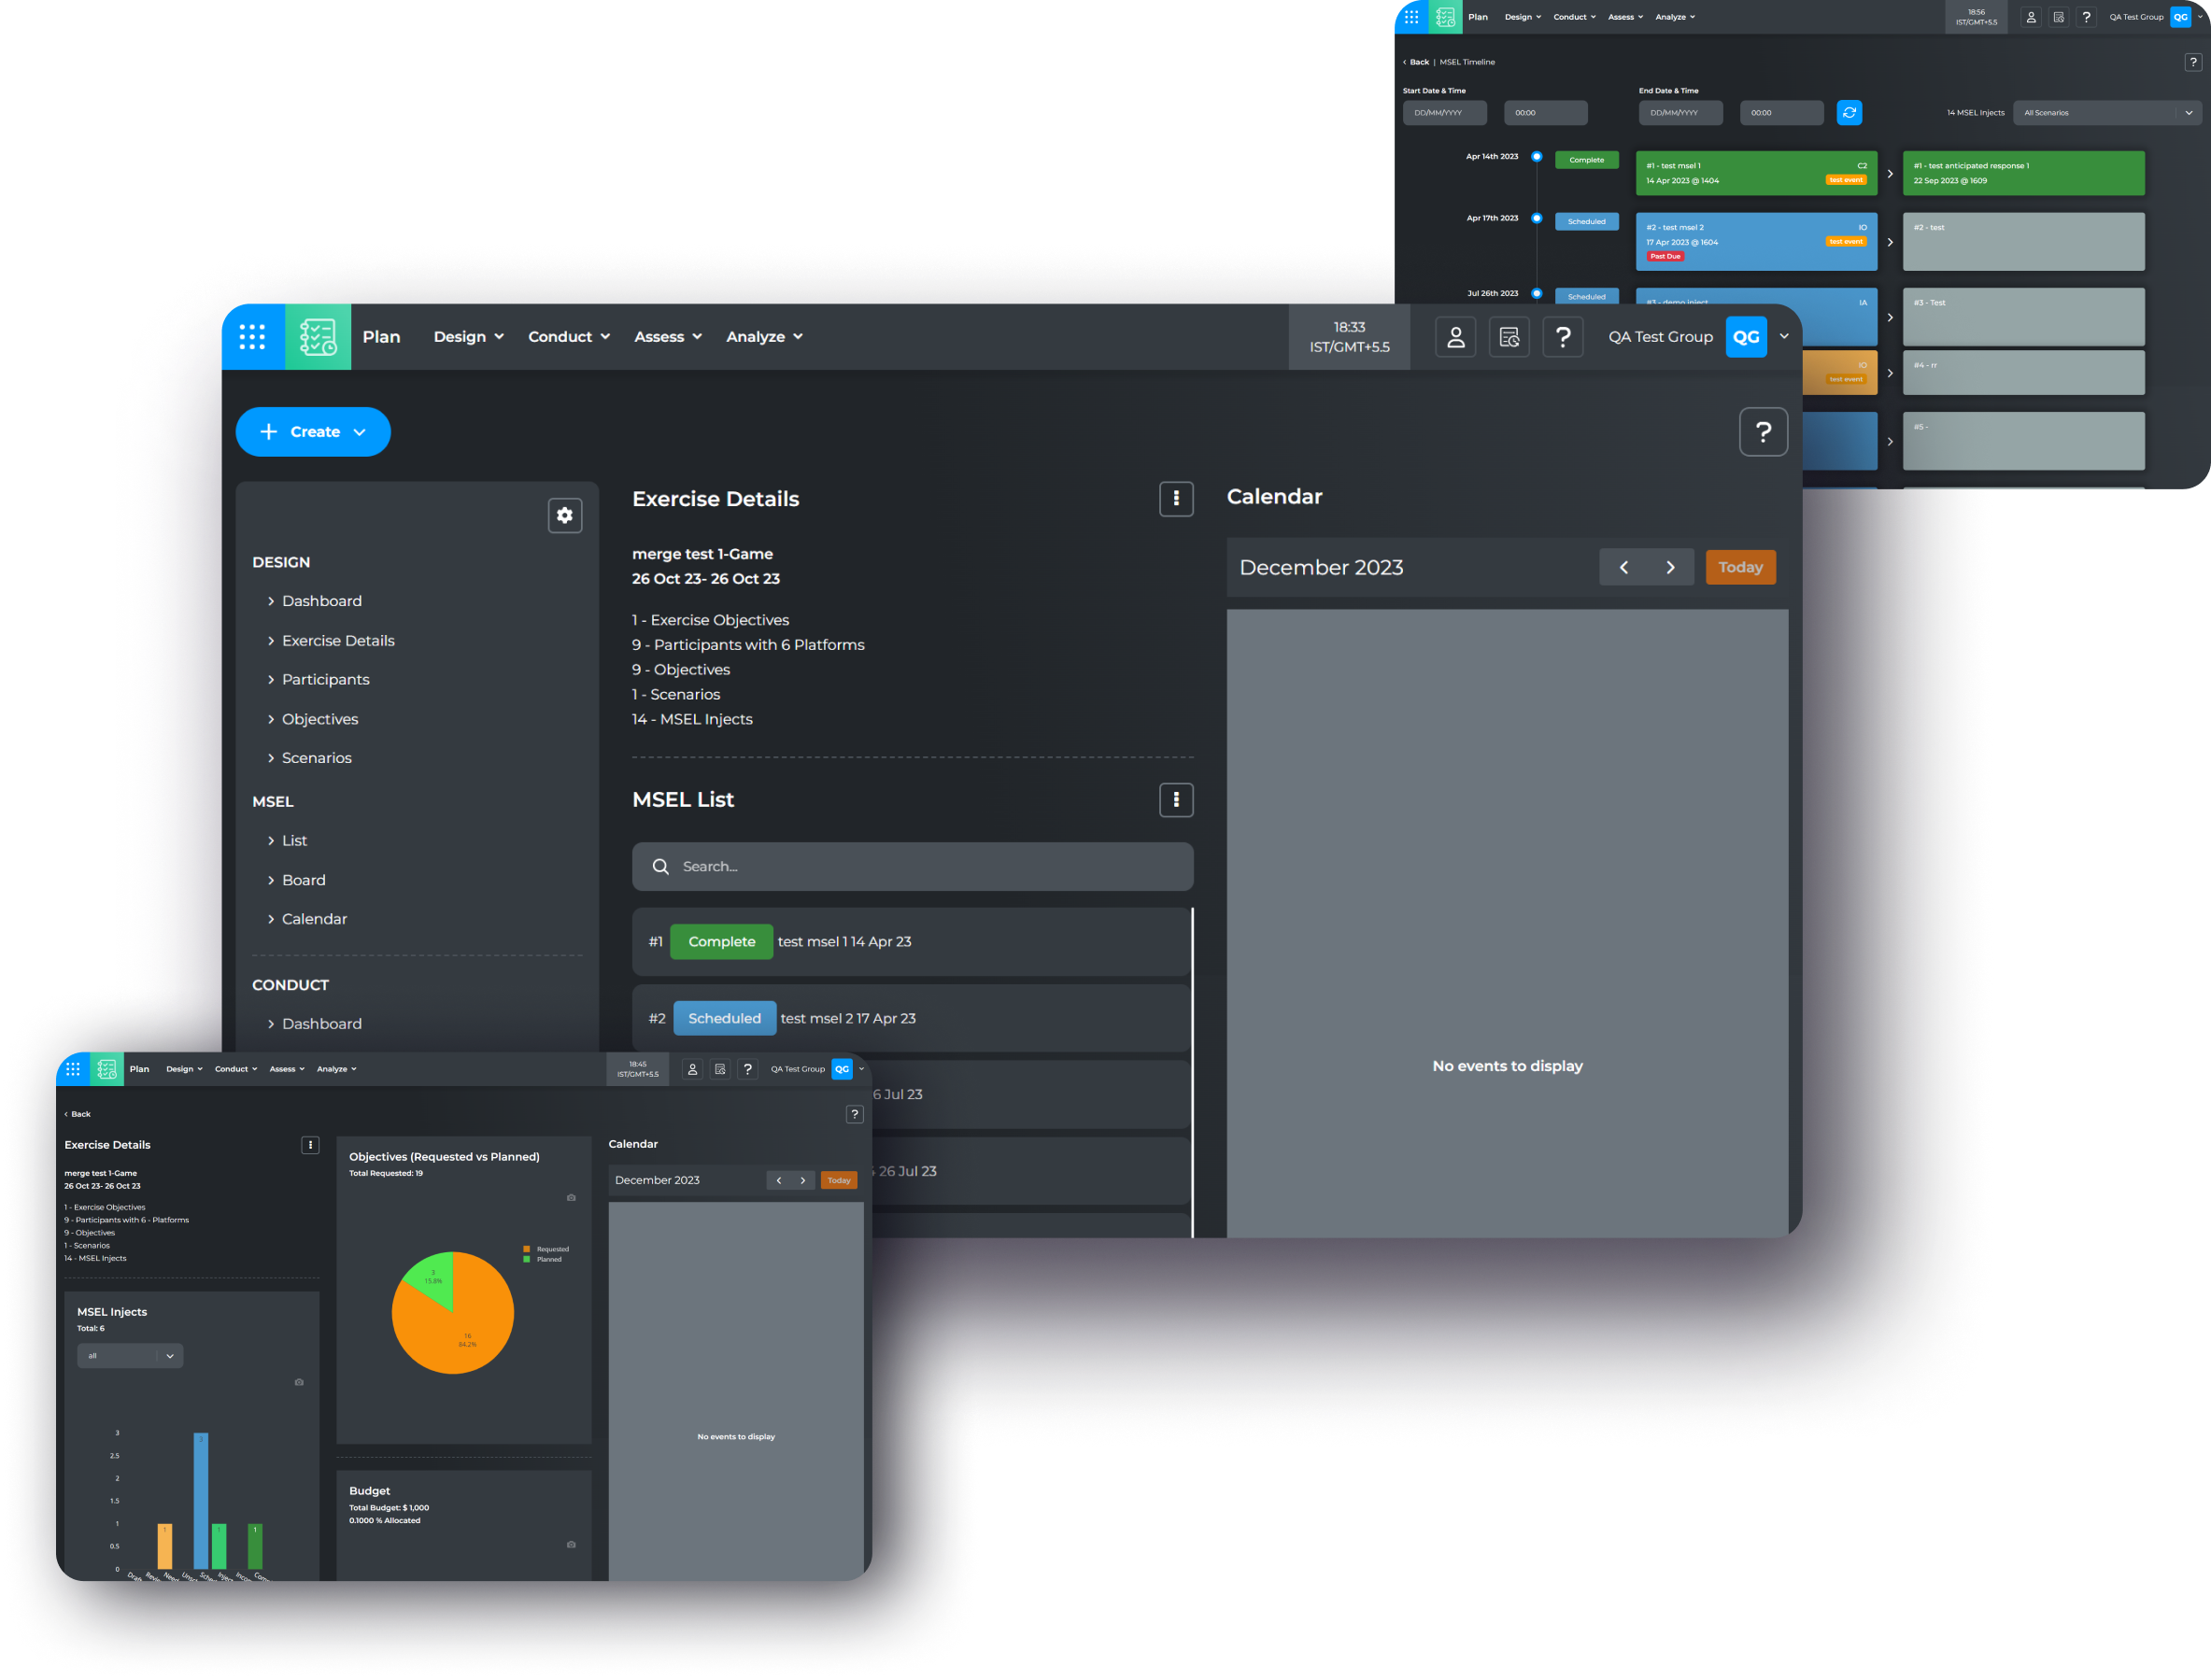 Plan Design Conduct Assess Analyze
18:56
IST/GMT+5.5
? QA Test Group QG
Back | MSEL Timeline
?
Start Date & Time
End Date & Time
DD/MM/YYYY 00:00 DD/MM/YYYY 00:00
14 MSEL Injects All Scenarios
Apr 14th 2023 Complete
#1 - test msel 1 C2
14 Apr 2023 @ 1404 test event
#1 - test anticipated response 1
22 Sep 2023 @ 1609
Apr 17th 2023 Scheduled
#2 - test msel 2 IO
17 Apr 2023 @ 1604 test event
Past Due
#2 - test
Jul 26th 2023 Scheduled
#3 - demo inject IA
#3 - Test
IO
test event
#4 - rr
#5 -
Plan Design Conduct Assess Analyze
18:33
IST/GMT+5.5
? QA Test Group QG
+ Create
?
DESIGN
Dashboard
Exercise Details
Participants
Objectives
Scenarios
MSEL
List
Board
Calendar
CONDUCT
Dashboard
Exercise Details
merge test 1-Game
26 Oct 23- 26 Oct 23
1 - Exercise Objectives
9 - Participants with 6 Platforms
9 - Objectives
1 - Scenarios
14 - MSEL Injects
MSEL List
Search...
#1 Complete test msel 1 14 Apr 23
#2 Scheduled test msel 2 17 Apr 23
6 Jul 23
26 Jul 23
Calendar
December 2023
Today
No events to display
Plan Design Conduct Assess Analyze
18:45
IST/GMT+5.5
? QA Test Group QG
Back
?
Exercise Details
merge test 1-Game
26 Oct 23- 26 Oct 23
1 - Exercise Objectives
9 - Participants with 6 - Platforms
9 - Objectives
1 - Scenarios
14 - MSEL Injects
MSEL Injects
Total: 6
all
3
2.5
2
1.5
1
0.5
0
1
3
1
1
Objectives (Requested vs Planned)
Total Requested: 19
Requested
Planned
3
15.8%
16
84.2%
Budget
Total Budget: $ 1,000
0.1000 % Allocated
Calendar
December 2023
Today
No events to display